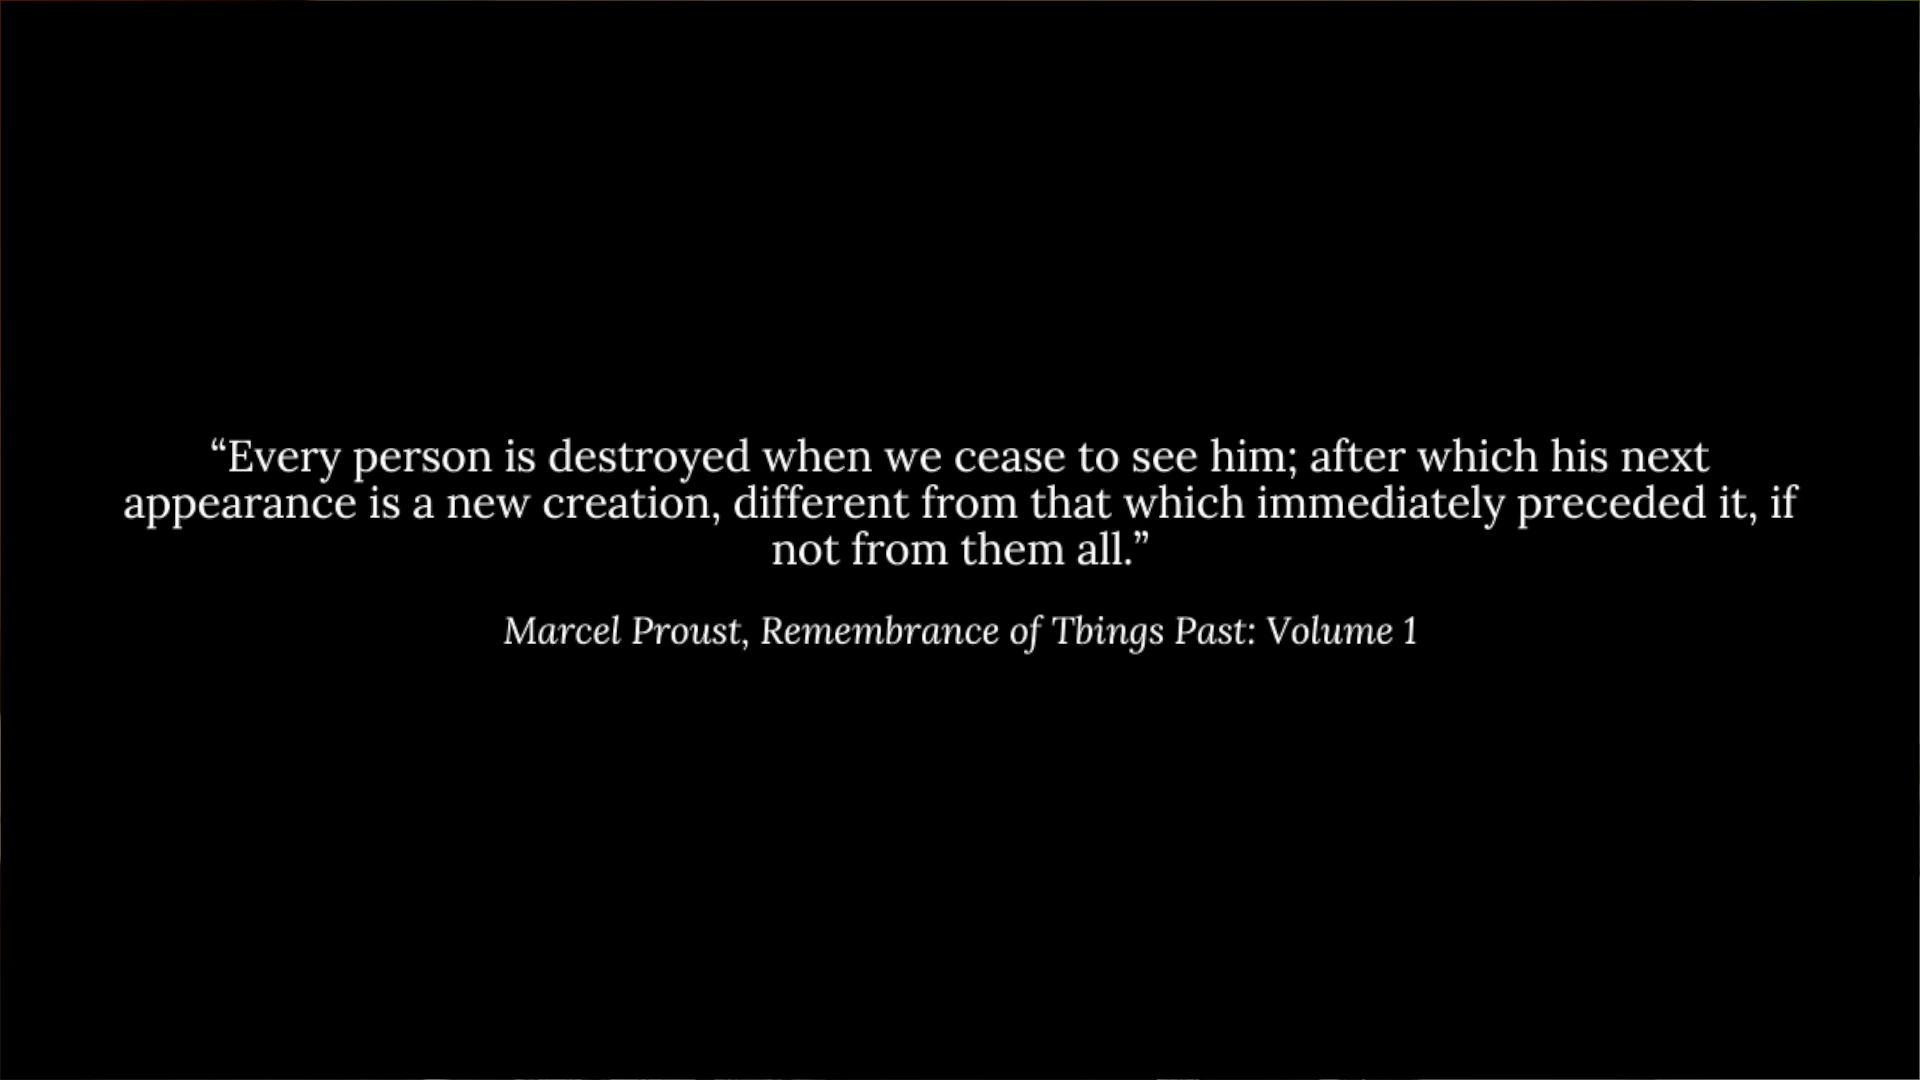 “Every person is destroyed when we cease to see him; after which his next
appearance is a new creation, different from that which immediately preceded it, if
not from them all.”
Marcel Proust, Remembrance of Tbings Past: Volume 1